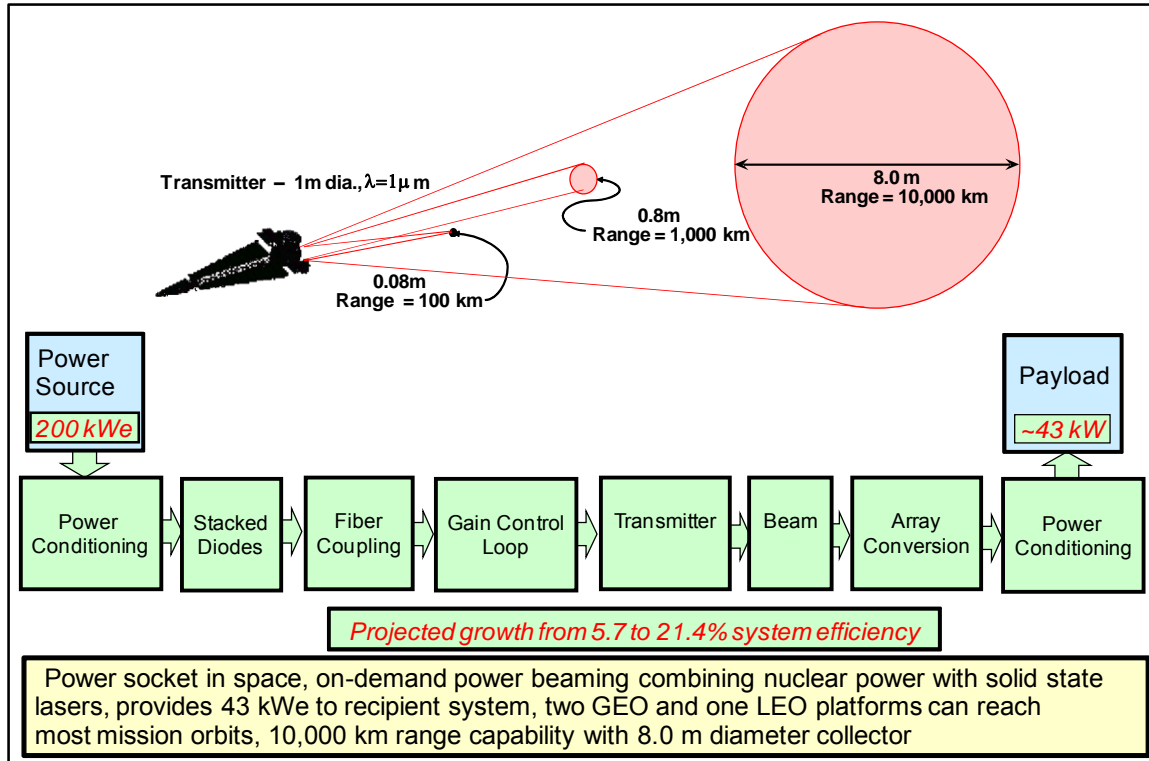 Transmitter – 1m dia., λ=1μ m
8.0 m
Range = 10,000 km
0.8m
Range = 1,000 km
0.08m
Range = 100 km
Power
Source
200 kWe
Payload
~43 kW
Power
Conditioning
Stacked
Diodes
Fiber
Coupling
Gain Control
Loop
Transmitter
Beam
Array
Conversion
Power
Conditioning
Projected growth from 5.7 to 21.4% system efficiency
Power socket in space, on-demand power beaming combining nuclear power with solid state
lasers, provides 43 kWe to recipient system, two GEO and one LEO platforms can reach
most mission orbits, 10,000 km range capability with 8.0 m diameter collector